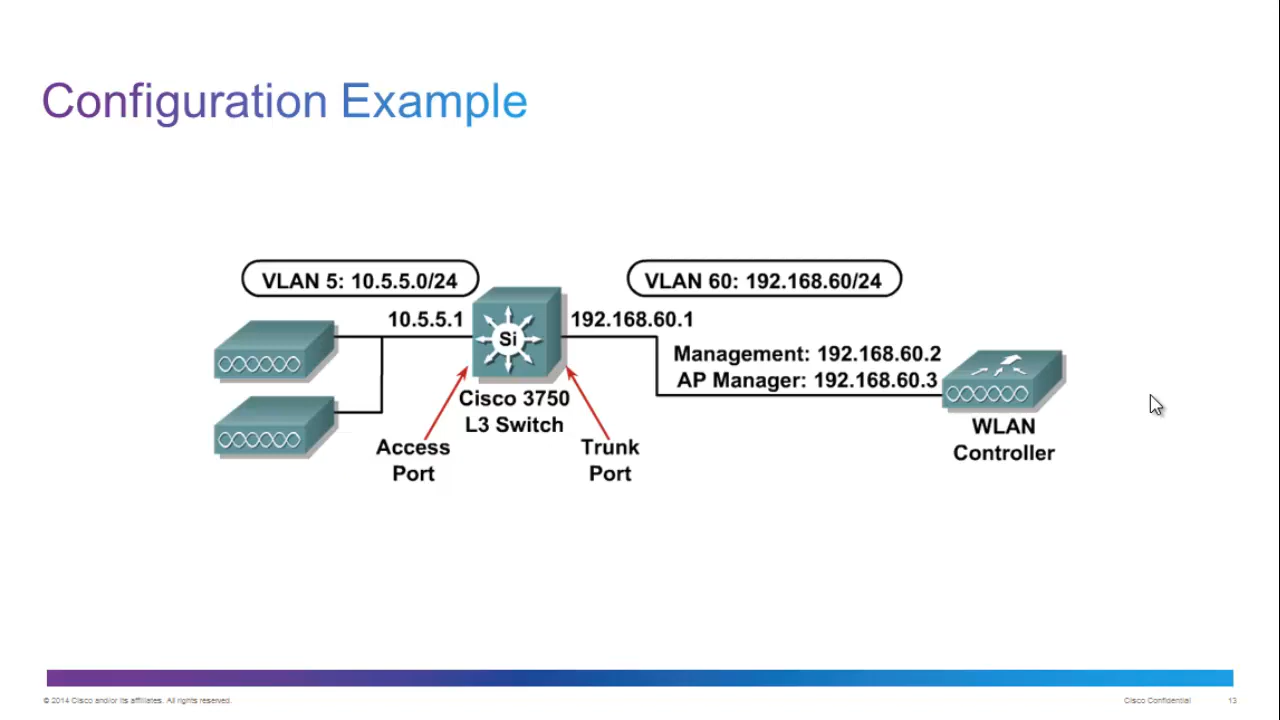 Configuration Example
VLAN 5: 10.5.5.0/24
VLAN 60: 192.168.60/24
10.5.5.1
192.168.60.1
Si
Management: 192.168.60.2
AP Manager: 192.168.60.3
Cisco 3750
L3 Switch
WLAN
Controller
Access
Port
Trunk
Port
© 2014 Cisco and/or its affiliates. All rights reserved.
Cisco Confidential
13